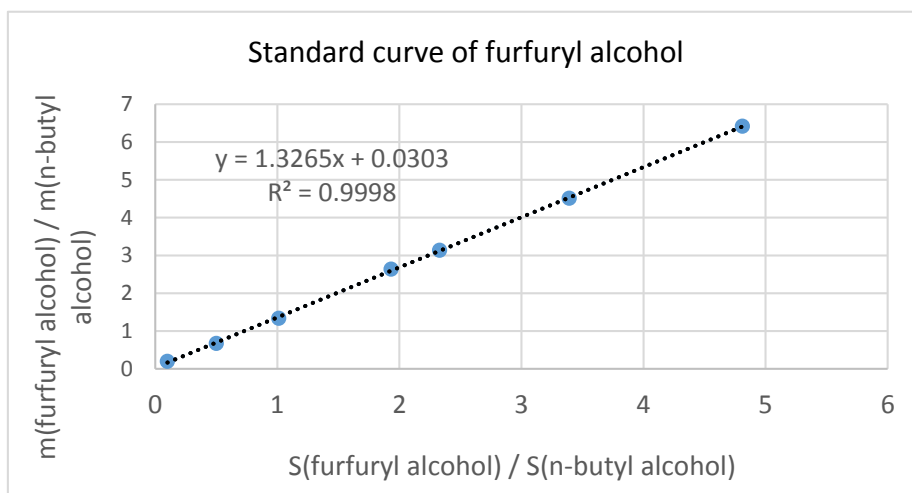 Standard curve of furfuryl alcohol
m(furfuryl alcohol) / m(n-butyl
alcohol)
7
6
5
4
3
2
1
0
y = 1.3265x + 0.0303
R² = 0.9998
0 1 2 3 4 5 6
S(furfuryl alcohol) / S(n-butyl alcohol)